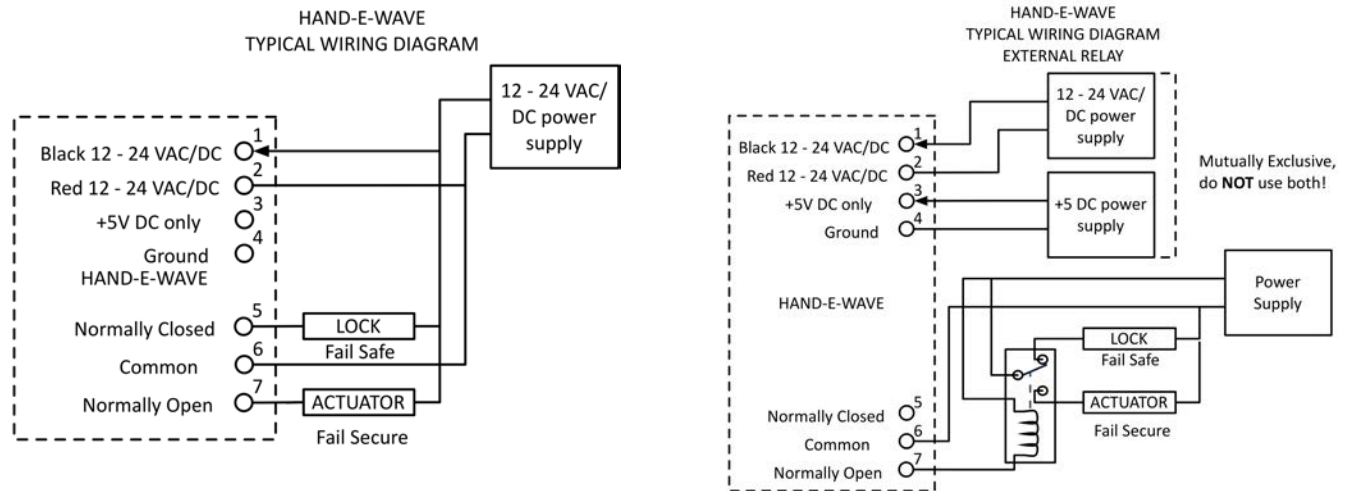 HAND-E-WAVE
TYPICAL WIRING DIAGRAM
12 - 24 VAC/
DC power
supply
1
Black 12 - 24 VAC/DC
2
Red 12 - 24 VAC/DC
3
+5V DC only
4
Ground
HAND-E-WAVE
5
Normally Closed
LOCK
Fail Safe
6
Common
7
Normally Open
ACTUATOR
Fail Secure
HAND-E-WAVE
TYPICAL WIRING DIAGRAM
EXTERNAL RELAY
12 - 24 VAC/
DC power
supply
1
Black 12 - 24 VAC/DC
2
Red 12 - 24 VAC/DC
3
+5V DC only
4
Ground
+5 DC power
supply
Mutually Exclusive,
do NOT use both!
Power
Supply
HAND-E-WAVE
LOCK
Fail Safe
ACTUATOR
Fail Secure
5
Normally Closed
6
Common
7
Normally Open